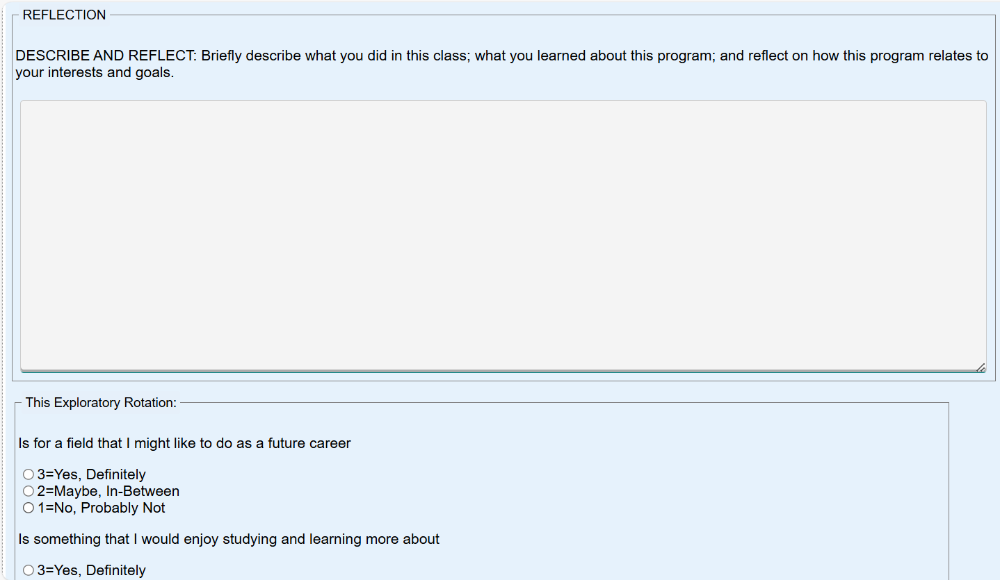 REFLECTION
DESCRIBE AND REFLECT: Briefly describe what you did in this class; what you learned about this program; and reflect on how this program relates to
your interests and goals.
This Exploratory Rotation:
Is for a field that I might like to do as a future career
3=Yes, Definitely
2=Maybe, In-Between
1=No, Probably Not
Is something that I would enjoy studying and learning more about
3=Yes, Definitely